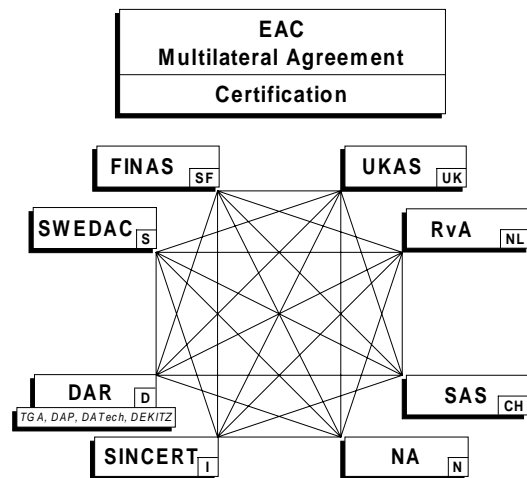 EAC
Multilateral Agreement
Certification
FINAS SF
UKAS UK
SWEDAC S
RvA NL
DAR D
TGA, DAP, DATech, DEKITZ
SAS CH
SINCERT I
NA N